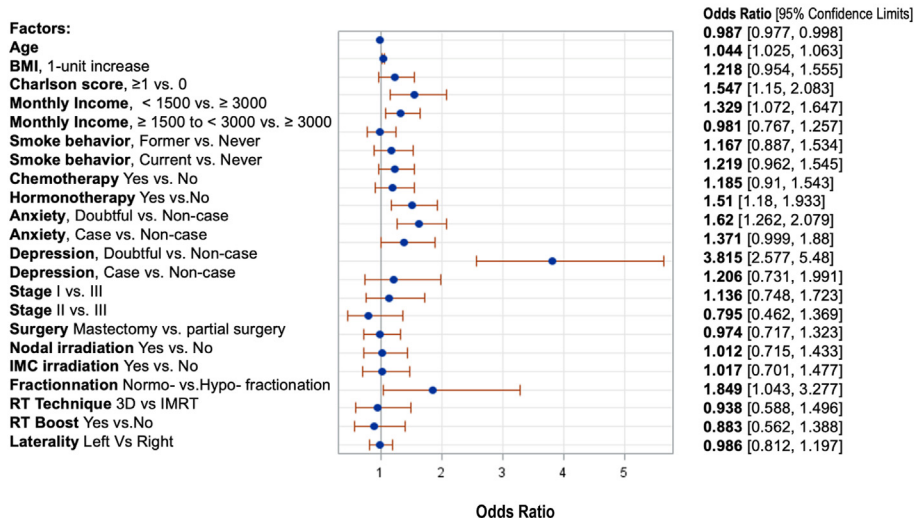 Factors:
Age
BMI, 1-unit increase
Charlson score, ≥1 vs. 0
Monthly Income, < 1500 vs. ≥ 3000
Monthly Income, ≥ 1500 to < 3000 vs. ≥ 3000
Smoke behavior, Former vs. Never
Smoke behavior, Current vs. Never
Chemotherapy Yes vs. No
Hormonotherapy Yes vs.No
Anxiety, Doubtful vs. Non-case
Anxiety, Case vs. Non-case
Depression, Doubtful vs. Non-case
Depression, Case vs. Non-case
Stage I vs. III
Stage II vs. III
Surgery Mastectomy vs. partial surgery
Nodal irradiation Yes vs. No
IMC irradiation Yes vs. No
Fractionnation Normo- vs.Hypo- fractionation
RT Technique 3D vs IMRT
RT Boost Yes vs.No
Laterality Left Vs Right
1 2 3 4 5
Odds Ratio
Odds Ratio [95% Confidence Limits]
0.987 [0.977, 0.998]
1.044 [1.025, 1.063]
1.218 [0.954, 1.555]
1.547 [1.15, 2.083]
1.329 [1.072, 1.647]
0.981 [0.767, 1.257]
1.167 [0.887, 1.534]
1.219 [0.962, 1.545]
1.185 [0.91, 1.543]
1.51 [1.18, 1.933]
1.62 [1.262, 2.079]
1.371 [0.999, 1.88]
3.815 [2.577, 5.48]
1.206 [0.731, 1.991]
1.136 [0.748, 1.723]
0.795 [0.462, 1.369]
0.974 [0.717, 1.323]
1.012 [0.715, 1.433]
1.017 [0.701, 1.477]
1.849 [1.043, 3.277]
0.938 [0.588, 1.496]
0.883 [0.562, 1.388]
0.986 [0.812, 1.197]